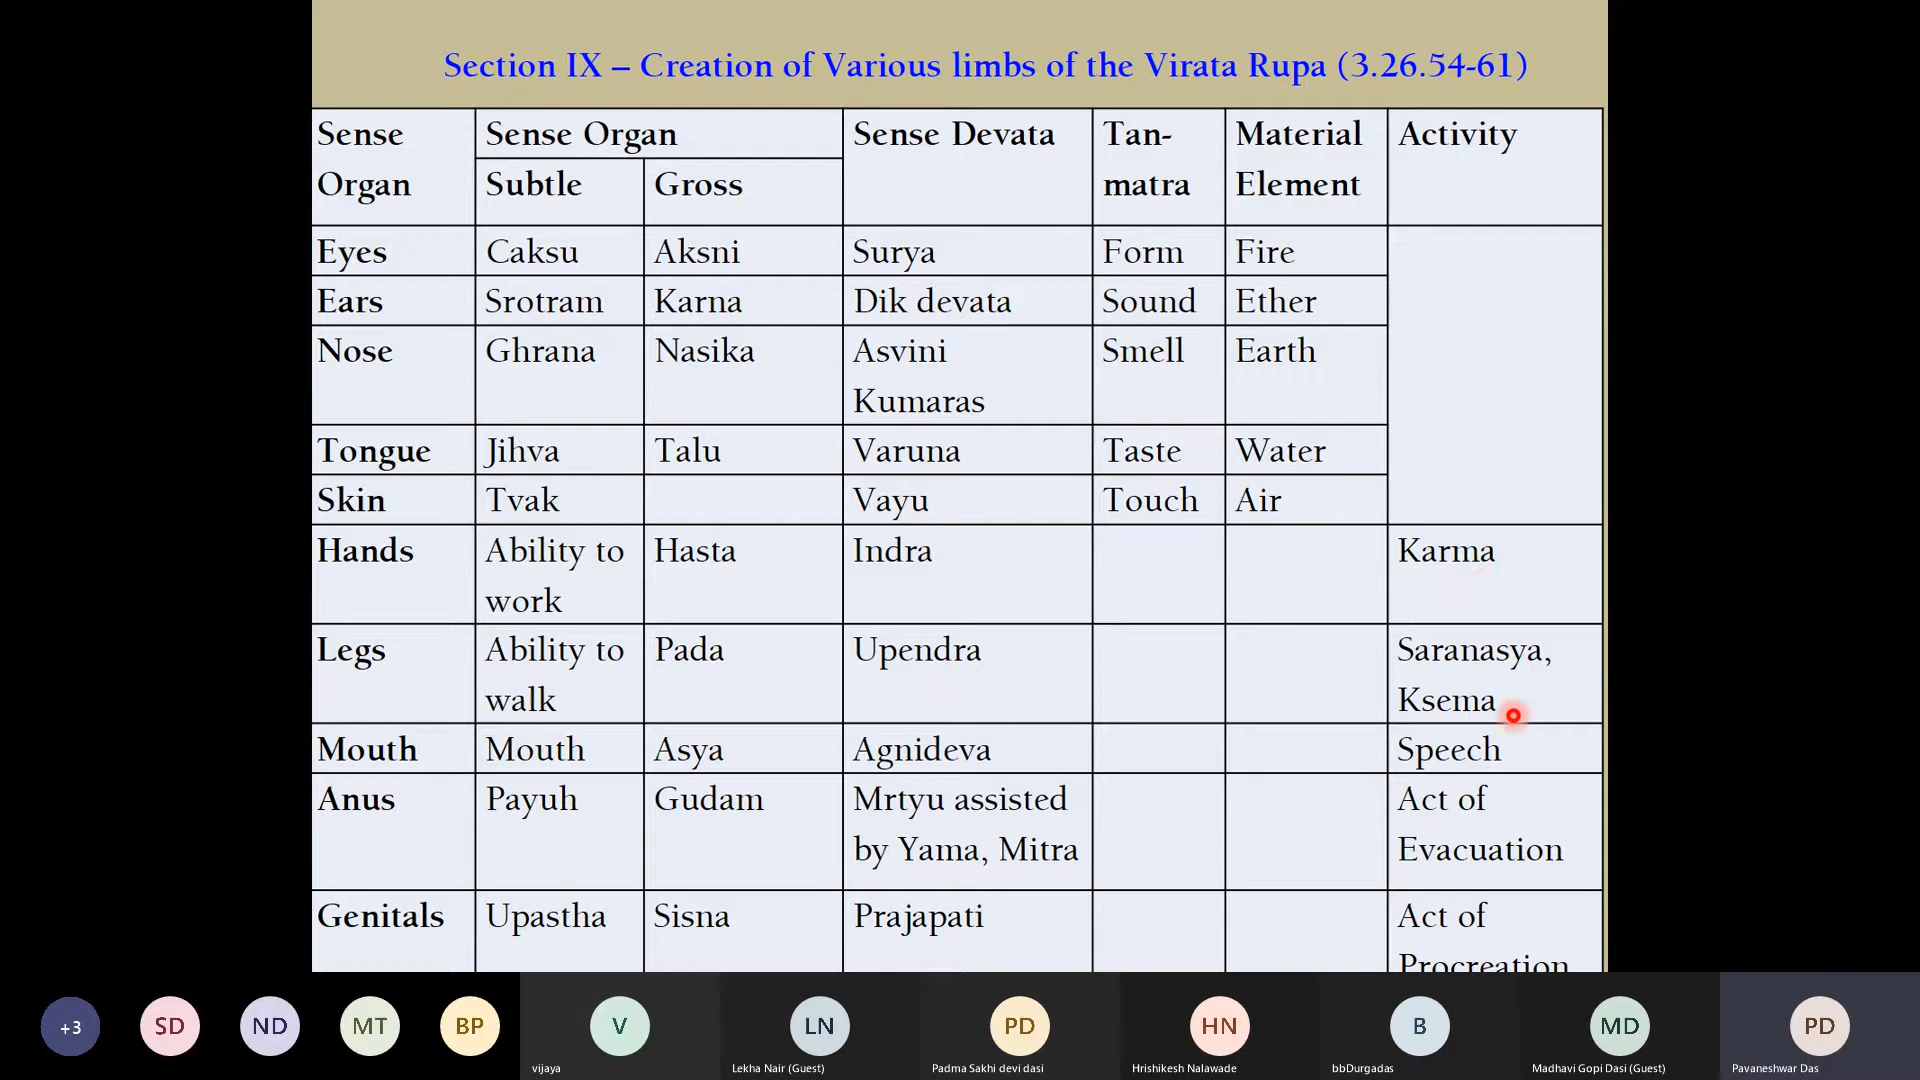 Section IX – Creation of Various limbs of the Virata Rupa (3.26.54-61)
Sense Organ
Sense Organ
Sense Devata
Tan-matra
Material Element
Activity
Subtle
Gross
Eyes
Caksu
Aksni
Surya
Form
Fire
Ears
Srotram
Karna
Dik devata
Sound
Ether
Nose
Ghrana
Nasika
Asvini
Kumaras
Smell
Earth
Tongue
Jihva
Talu
Varuna
Taste
Water
Skin
Tvak
Vayu
Touch
Air
Hands
Ability to
work
Hasta
Indra
Karma
Legs
Ability to
walk
Pada
Upendra
Saranasya,
Ksema
Mouth
Mouth
Asya
Agnideva
Speech
Anus
Payuh
Gudam
Mrtyu assisted
by Yama, Mitra
Act of
Evacuation
Genitals
Upastha
Sisna
Prajapati
Act of
Procreation
+3
SD
ND
MT
BP
V
LN
PD
HN
B
MD
PD
vijaya
Lekha Nair (Guest)
Padma Sakhi devi dasi
Hrishikesh Nalawade
bbDurgadas
Madhavi Gopi Dasi (Guest)
Pavaneshwar Das